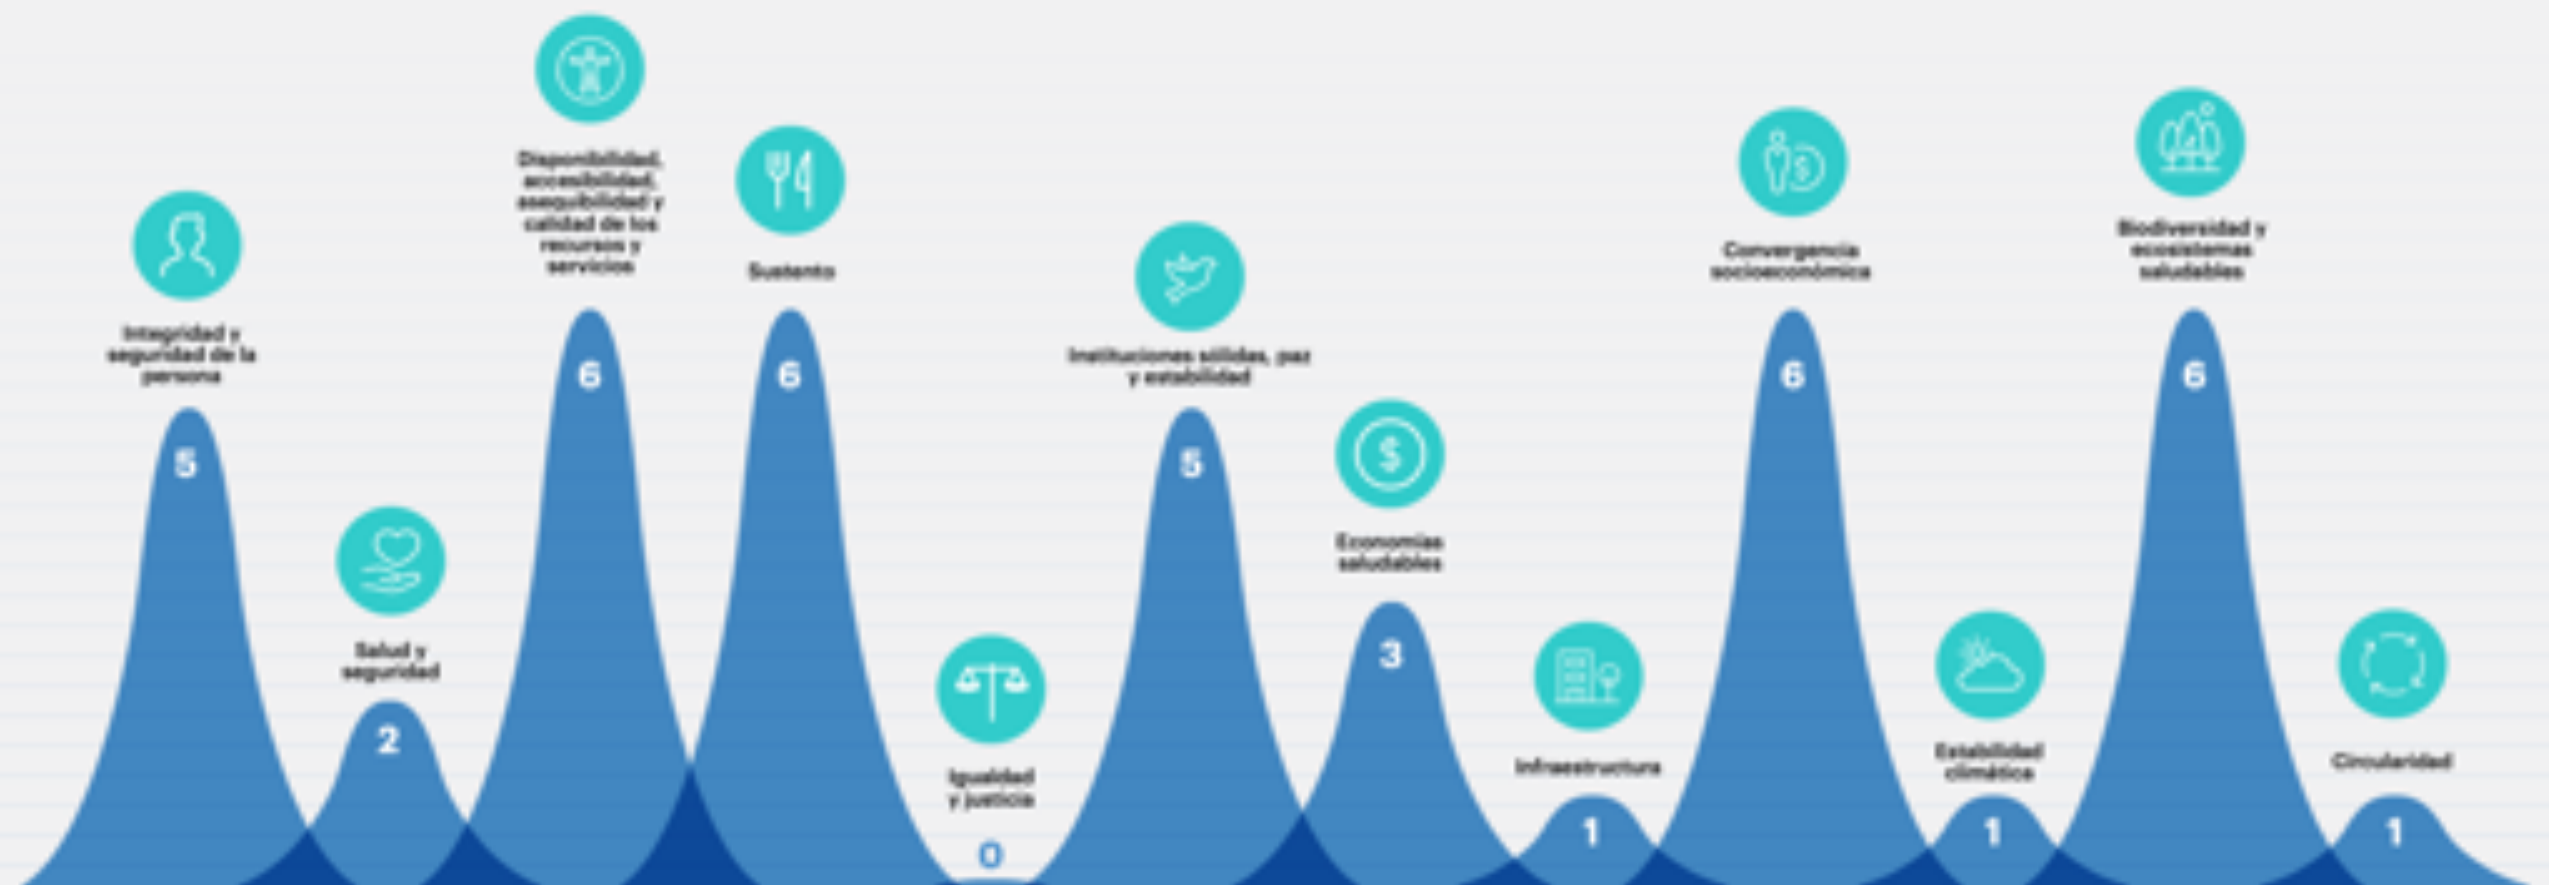 Integridad y
seguridad de la
persona
5
Salud y
seguridad
2
Disponibilidad,
accesibilidad,
asequibilidad y
calidad de los
recursos y
servicios
6
Sustento
6
Igualdad
y justicia
0
Instituciones sólidas, paz
y estabilidad
5
Economías
saludables
3
Infraestructura
1
Convergencia
socioeconómica
6
Estabilidad
climática
1
Biodiversidad y
ecosistemas
saludables
6
Circularidad
1